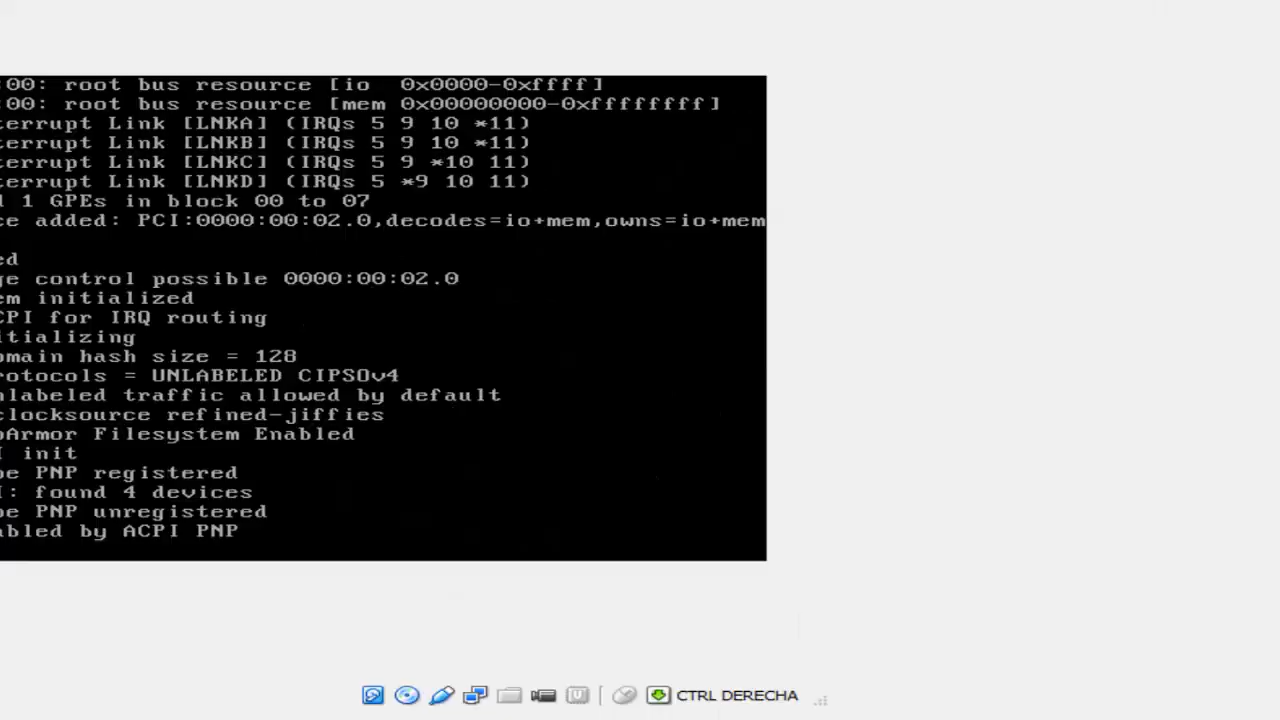 :00: root bus resource [io  0x0000-0xffff]
:00: root bus resource [mem 0x00000000-0xffffffff]
terrupt Link [LNKA] (IRQs 5 9 10 *11)
terrupt Link [LNKB] (IRQs 5 9 10 *11)
terrupt Link [LNKC] (IRQs 5 9 *10 11)
terrupt Link [LNKD] (IRQs 5 *9 10 11)
d 1 GPEs in block 00 to 07
ce added: PCI:0000:00:02.0,decodes=io+mem,owns=io+mem
ed
ge control possible 0000:00:02.0
em initialized
CPI for IRQ routing
itializing
omain hash size = 128
rotocols = UNLABELED CIPSOv4
nlabeled traffic allowed by default
clocksource refined-jiffies
pArmor Filesystem Enabled
I init
pe PNP registered
I: found 4 devices
pe PNP unregistered
abled by ACPI PNP
CTRL DERECHA